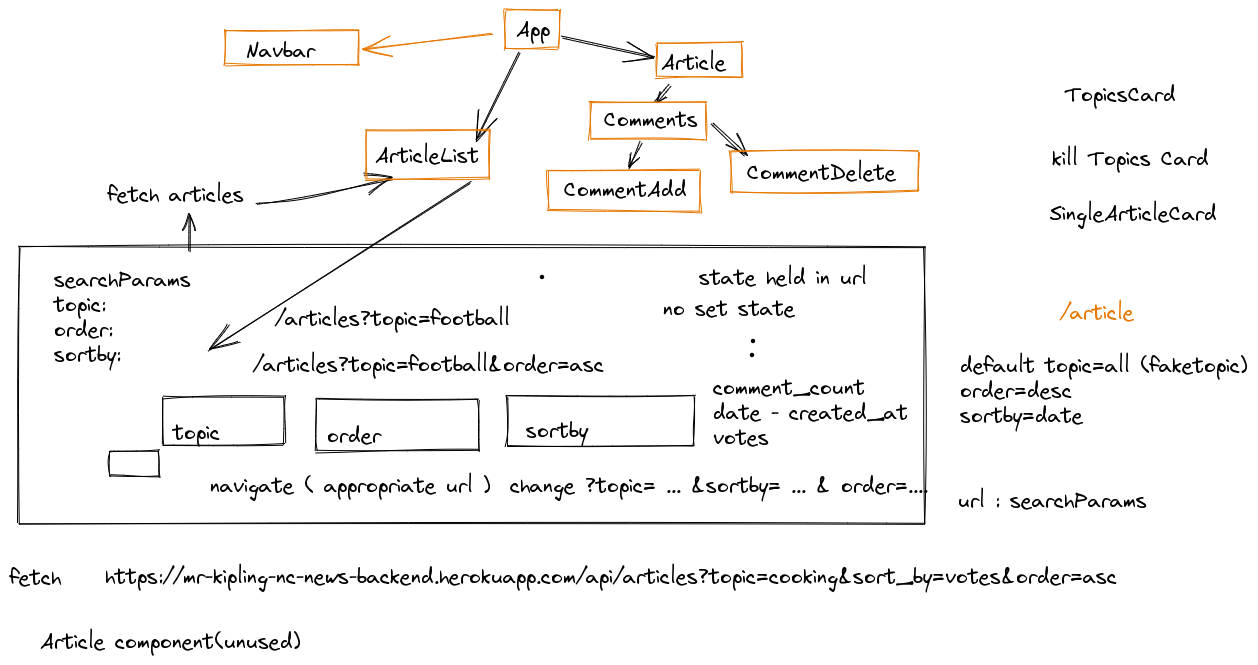 App
Navbar
Article
TopicsCard
Comments
ArticleList
kill Topics Card
CommentDelete
CommentAdd
fetch articles
SingleArticleCard
searchParams
topic:
order:
sortby:
state held in url
no set state
/articles?topic=football
/articles?topic=football&order=asc
/article
default topic=all (faketopic)
order=desc
sortby=date
comment_count
date - created_at
votes
topic
order
sortby
navigate ( appropriate url ) change ?topic= ... &sortby= ... & order=....
url : searchParams
fetch https://mr-kipling-nc-news-backend.herokuapp.com/api/articles?topic=cooking&sort_by=votes&order=asc
Article component(unused)